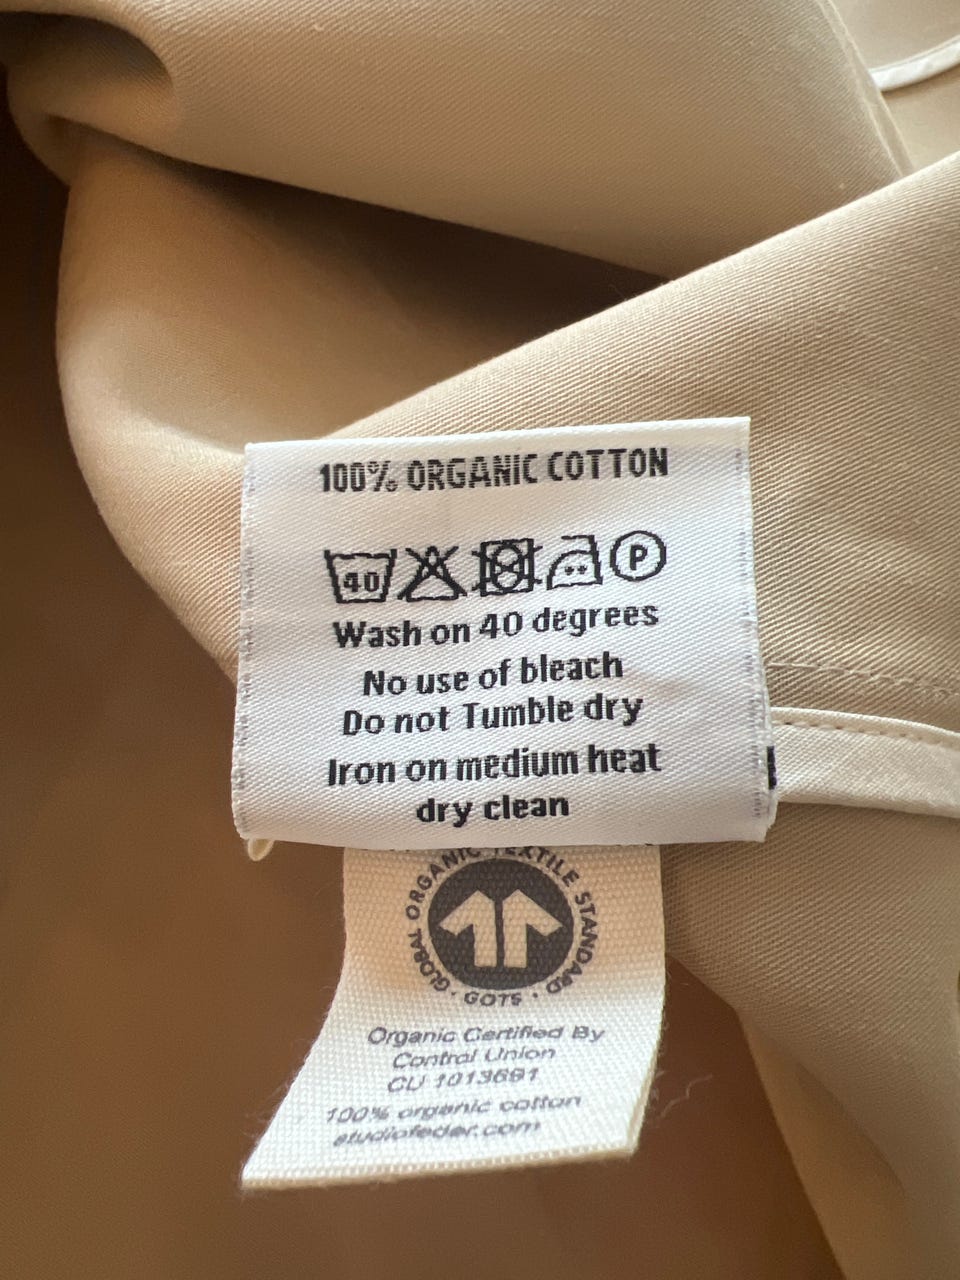 100% ORGANIC COTTON
40 P
Wash on 40 degrees
No use of bleach
Do not Tumble dry
Iron on medium heat
dry clean
GLOBAL ORGANIC TEXTILE STANDARD
· GOTS ·
Organic Certified By
Control Union
CU 1013691
100% organic cotton
studiofeder.com